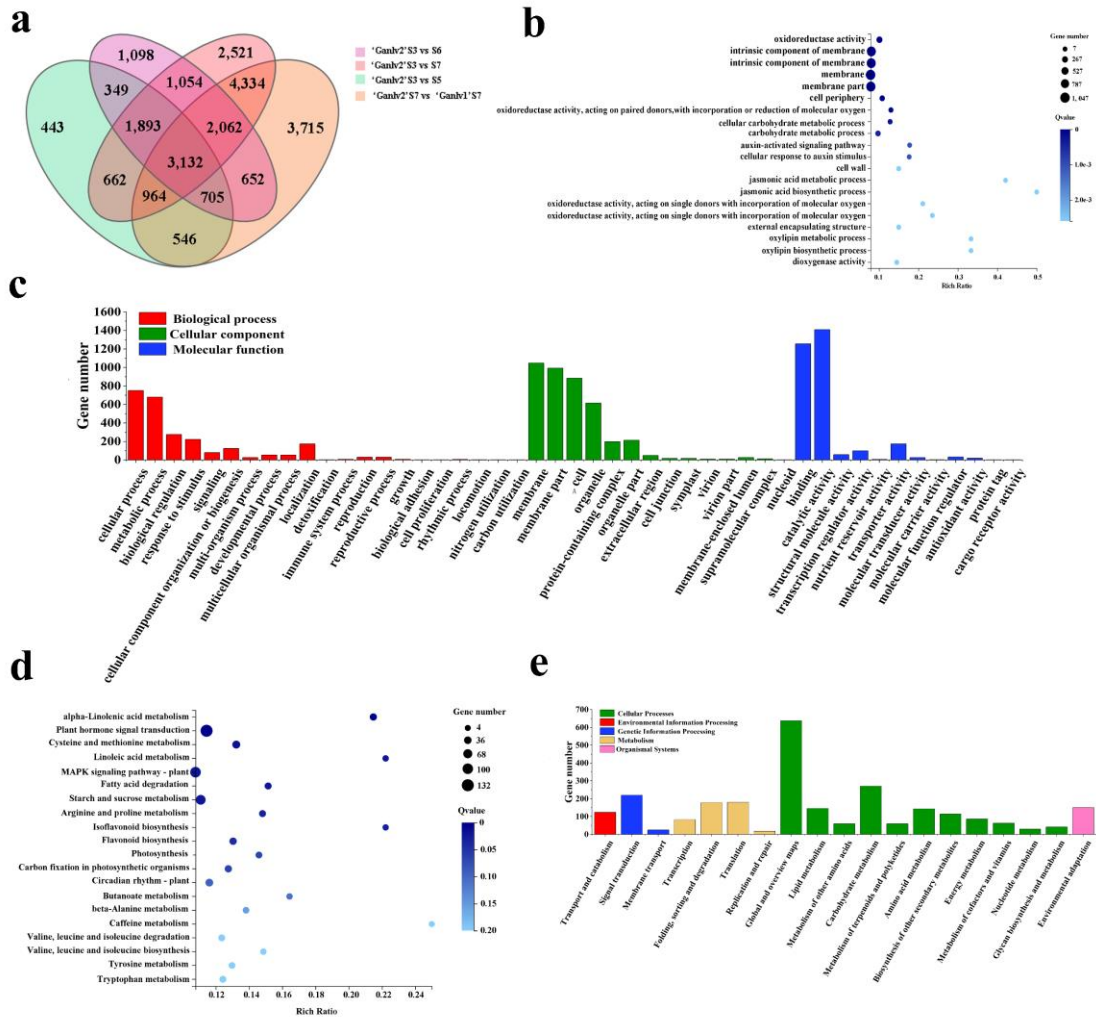 a
1,098
2,521
349
1,054
4,334
443
1,893
2,062
3,715
3,132
662
652
964
705
546
'Ganlv2'S3 vs S6
'Ganlv2'S3 vs S7
'Ganlv2'S3 vs S5
'Ganlv2'S7 vs 'Ganlv1'S7
b
oxidoreductase activity
intrinsic component of membrane
intrinsic component of membrane
membrane
membrane part
cell periphery
oxidoreductase activity, acting on paired donors,with incorporation or reduction of molecular oxygen
cellular carbohydrate metabolic process
carbohydrate metabolic process
auxin-activated signaling pathway
cellular response to auxin stimulus
cell wall
jasmonic acid metabolic process
jasmonic acid biosynthetic process
oxidoreductase activity, acting on single donors with incorporation of molecular oxygen
oxidoreductase activity, acting on single donors with incorporation of molecular oxygen
external encapsulating structure
oxylipin metabolic process
oxylipin biosynthetic process
dioxygenase activity
0.1
0.2
0.3
0.4
0.5
Rich Ratio
Gene number
7
267
527
787
1, 047
Qvalue
0
1.0e-3
2.0e-3
c
Gene number
1600
1400
1200
1000
800
600
400
200
0
Biological process
Cellular component
Molecular function
cellular process
metabolic process
biological regulation
response to stimulus
signaling
cellular component organization or biogenesis
multi-organism process
developmental process
multicellular organismal process
localization
detoxification
immune system process
reproduction
reproductive process
growth
biological adhesion
cell proliferation
rhythmic process
locomotion
nitrogen utilization
carbon utilization
membrane
membrane part
cell
organelle
protein-containing complex
organelle part
extracellular region
cell junction
symplast
virion
virion part
membrane-enclosed lumen
supramolecular complex
nucleoid
binding
catalytic activity
structural molecule activity
transcription regulator activity
nutrient reservoir activity
transporter activity
transducer activity
molecular carrier activity
molecular function regulator
antioxidant activity
protein tag
cargo receptor activity
d
alpha-Linolenic acid metabolism
Plant hormone signal transduction
Cysteine and methionine metabolism
Linoleic acid metabolism
MAPK signaling pathway - plant
Fatty acid degradation
Starch and sucrose metabolism
Arginine and proline metabolism
Isoflavonoid biosynthesis
Flavonoid biosynthesis
Photosynthesis
Carbon fixation in photosynthetic organisms
Circadian rhythm - plant
Butanoate metabolism
beta-Alanine metabolism
Caffeine metabolism
Valine, leucine and isoleucine degradation
Valine, leucine and isoleucine biosynthesis
Tyrosine metabolism
Tryptophan metabolism
0.12
0.14
0.16
0.18
0.20
0.22
0.24
Rich Ratio
Gene number
4
36
68
100
132
Qvalue
0
0.05
0.10
0.15
0.20
e
Gene number
700
600
500
400
300
200
100
0
Cellular Processes
Environmental Information Processing
Genetic Information Processing
Metabolism
Organismal Systems
Transport and catabolism
Signal transduction
Membrane transport
Transcription
Folding, sorting and degradation
Translation
Replication and repair
Global and overview maps
Lipid metabolism
Metabolism of other amino acids
Carbohydrate metabolism
Metabolism of terpenoids and polyketides
Amino acid metabolism
Biosynthesis of other secondary metabolites
Energy metabolism
Metabolism of cofactors and vitamins
Nucleotide metabolism
Glycan biosynthesis and metabolism
Environmental adaptation